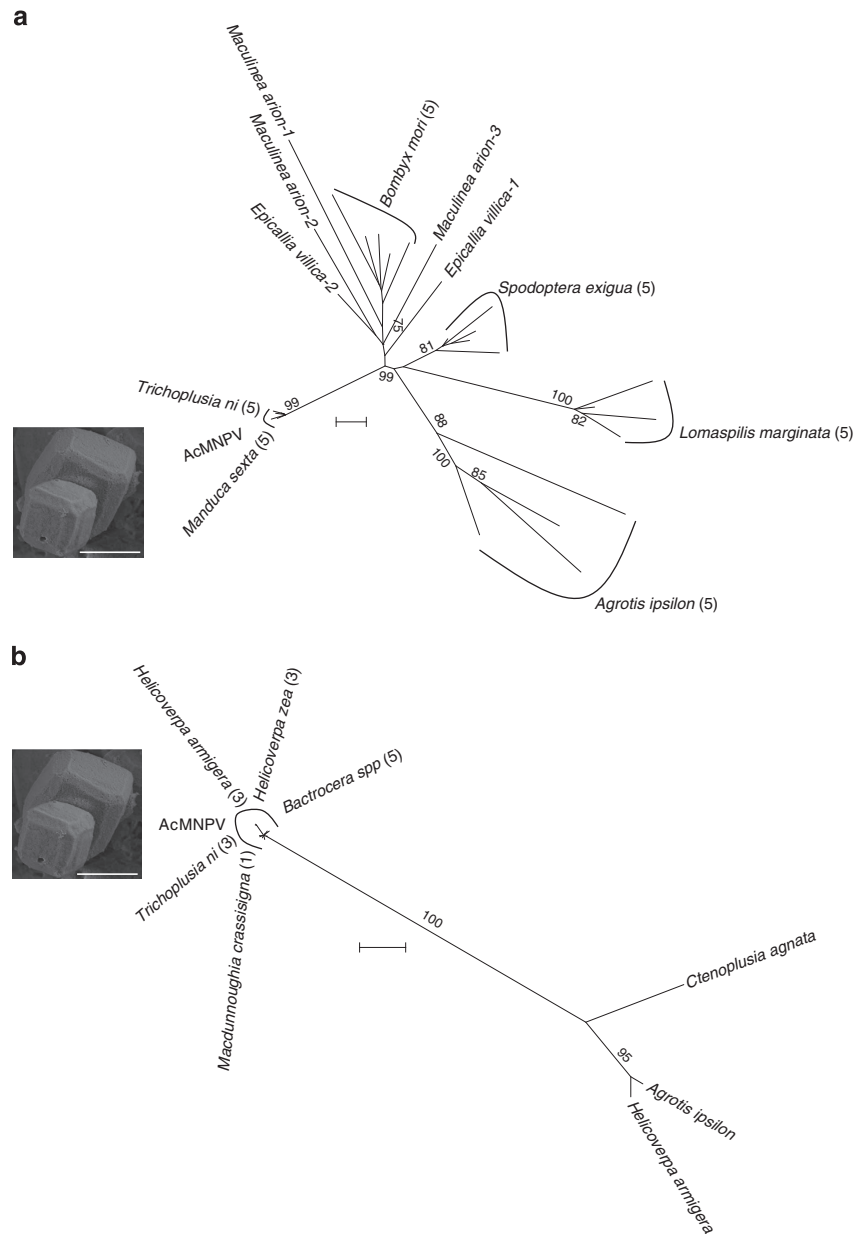 a
Maculinea arion-1
Maculinea arion-2
Epicallia villica-2
Bombyx mori (5)
Maculinea arion-3
Epicallia villica-1
Spodoptera exigua (5)
75
81
99
Trichoplusia ni (5)
99
AcMNPV
Manduca sexta (5)
100
82
Lomaspilis marginata (5)
88
100
85
Agrotis ipsilon (5)
b
Helicoverpa armigera (3)
Helicoverpa zea (3)
Bactrocera spp (5)
AcMNPV
Trichoplusia ni (3)
Macdunnoughia crassisigna (1)
100
Ctenoplusia agnata
95
Agrotis ipsilon
Helicoverpa armigera